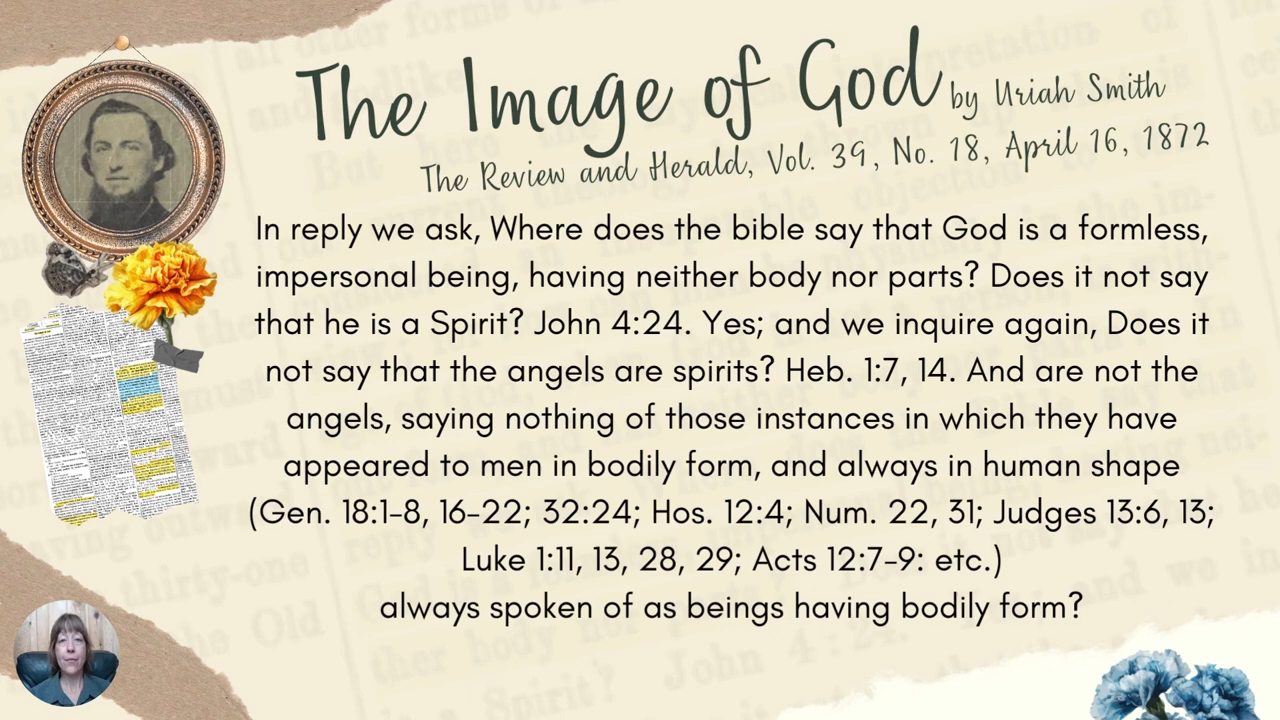 The Image of God by Uriah Smith
The Review and Herald, Vol. 39, No. 18, April 16, 1872
In reply we ask, Where does the bible say that God is a formless,
impersonal being, having neither body nor parts? Does it not say
that he is a Spirit? John 4:24. Yes; and we inquire again, Does it
not say that the angels are spirits? Heb. 1:7, 14. And are not the
angels, saying nothing of those instances in which they have
appeared to men in bodily form, and always in human shape
(Gen. 18:1-8, 16-22; 32:24; Hos. 12:4; Num. 22, 31; Judges 13:6, 13;
Luke 1:11, 13, 28, 29; Acts 12:7-9: etc.)
always spoken of as beings having bodily form?